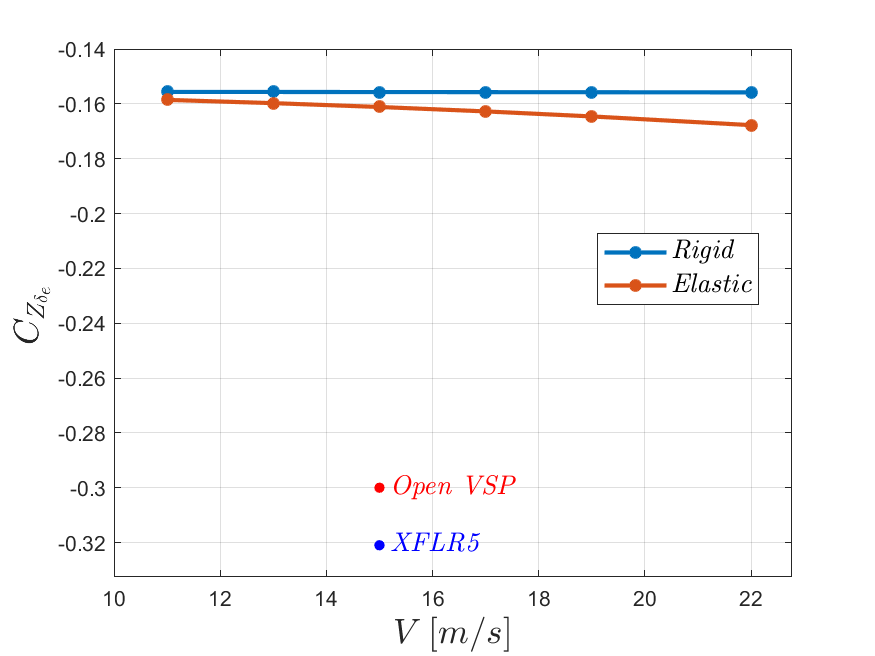 -0.14
-0.16
-0.18
-0.2
-0.22
-0.24
-0.26
-0.28
-0.3
-0.32
C_{Z_{δe}}
Rigid
Elastic
Open VSP
XFLR5
10 12 14 16 18 20 22
V [m/s]